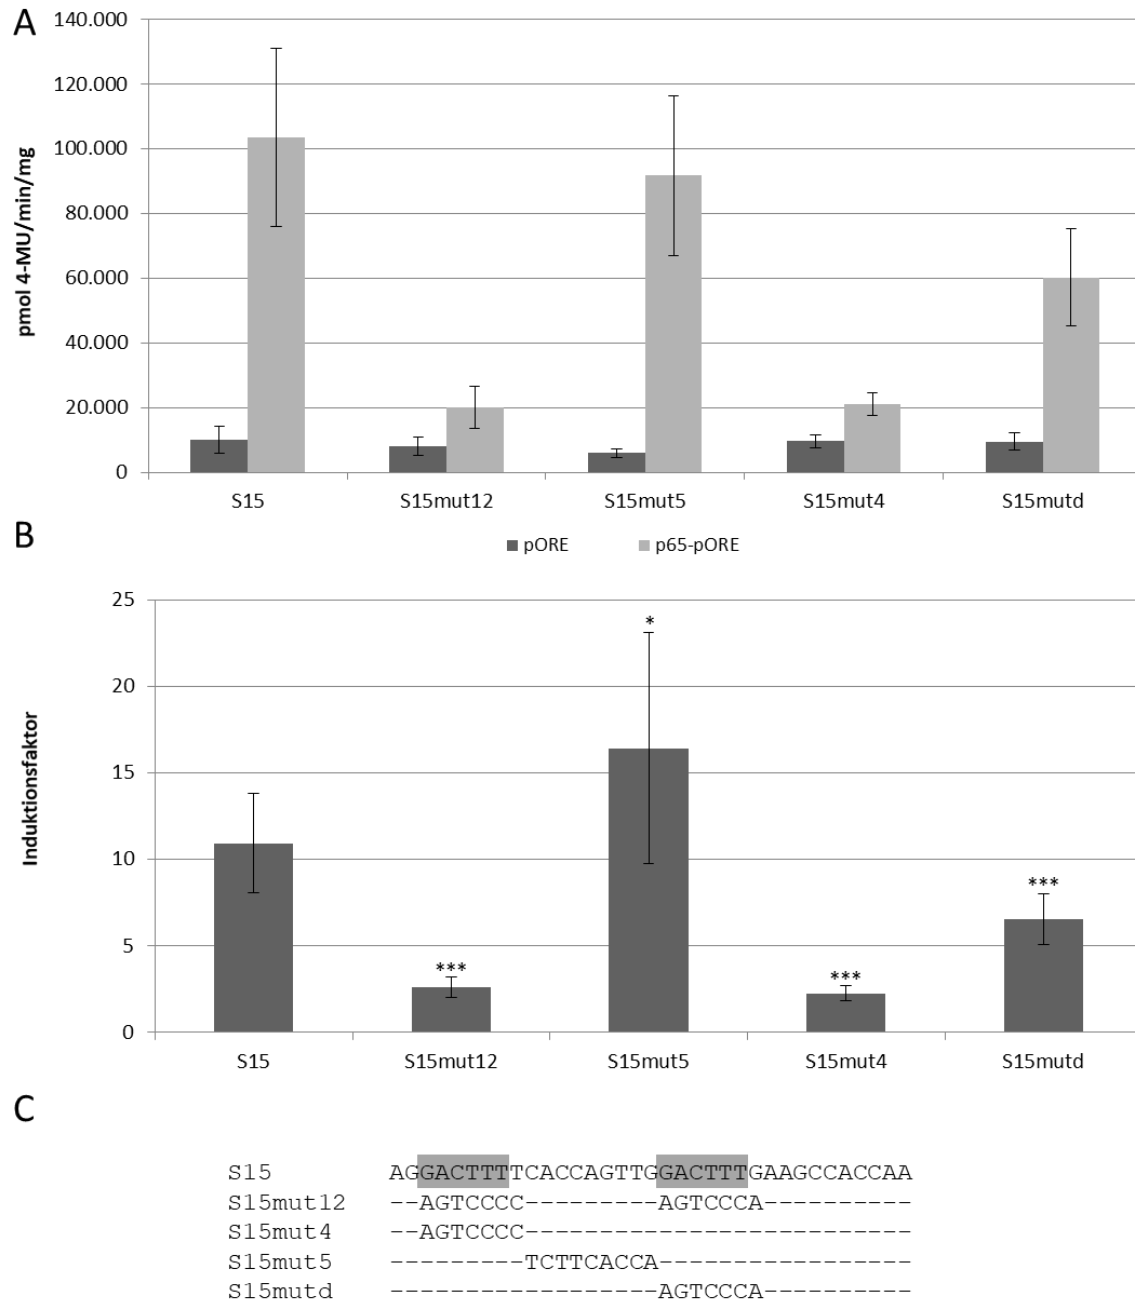 A
140.000
120.000
100.000
80.000
60.000
40.000
20.000
0
pmol 4-MU/min/mg
S15 S15mut12 S15mut5 S15mut4 S15mutd
pORE p65-pORE
B
25
20
15
10
5
0
Induktionsfaktor
*
***
***
***
S15 S15mut12 S15mut5 S15mut4 S15mutd
C
S15 AGGACTTTTCACCAGTTGGACTTTGAAGCCACCAA
S15mut12 --AGTCCCC---------AGTCCCA----------
S15mut4 --AGTCCCC--------------------------
S15mut5 ---------TCTTCACCA-----------------
S15mutd ------------------AGTCCCA----------